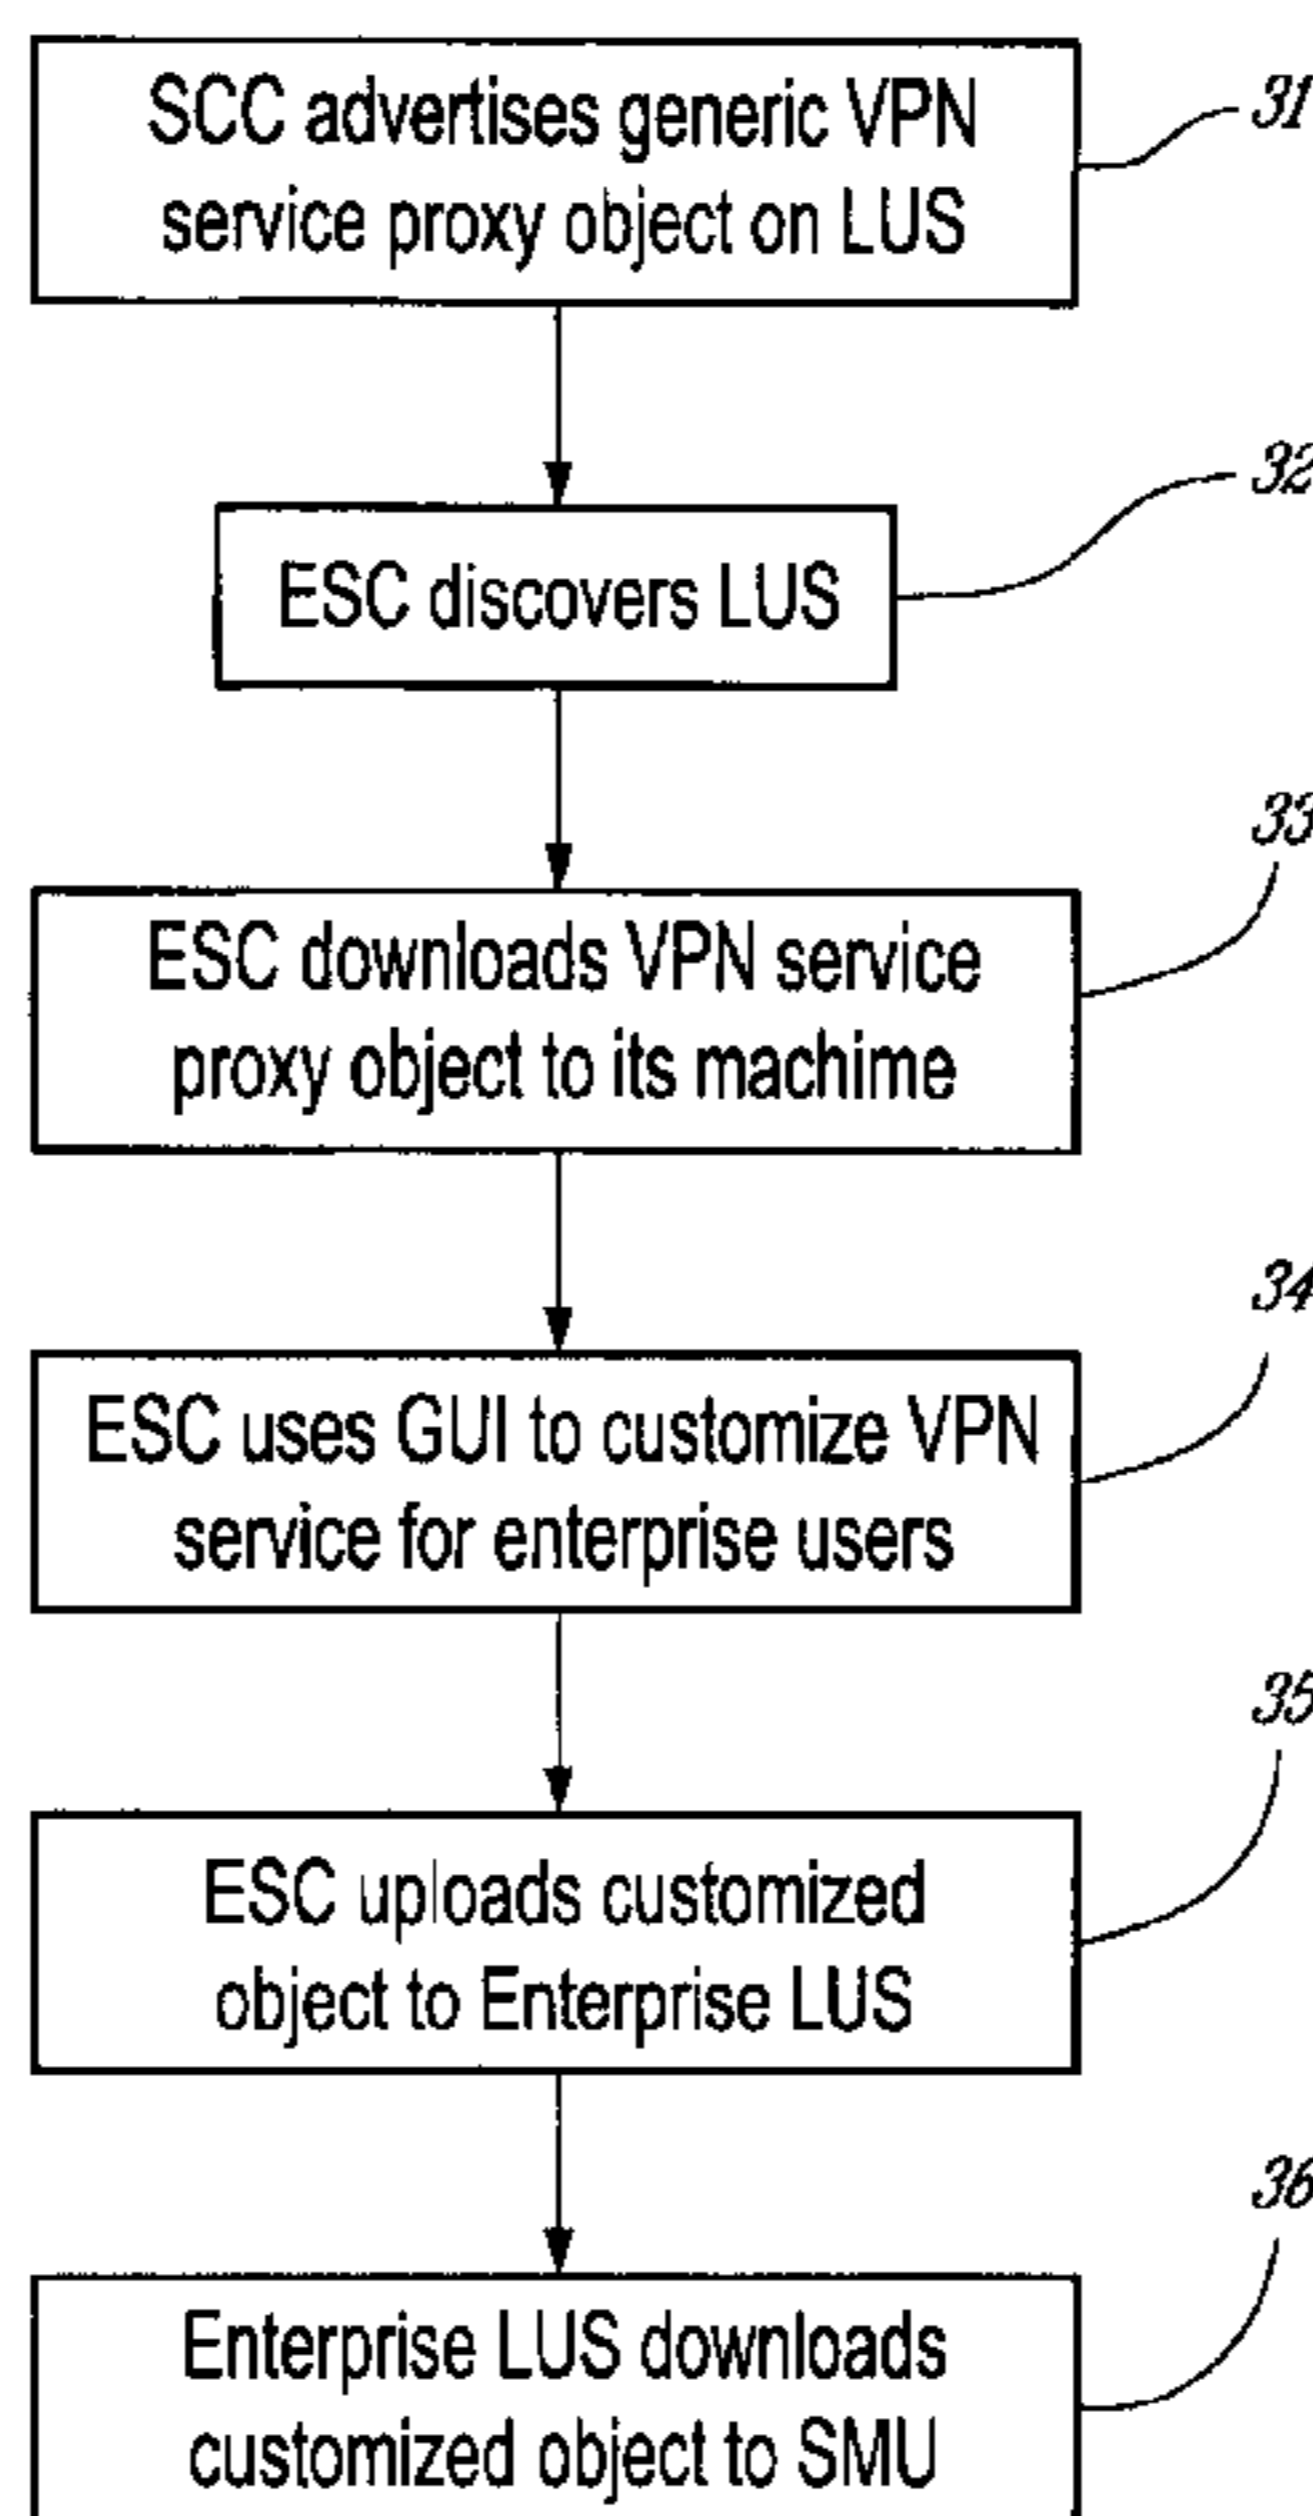 SCC advertises generic VPN
service proxy object on LUS
31
ESC discovers LUS
32
ESC downloads VPN service
proxy object to its machime
33
ESC uses GUI to customize VPN
service for enterprise users
34
ESC uploads customized
object to Enterprise LUS
35
Enterprise LUS downloads
customized object to SMU
36